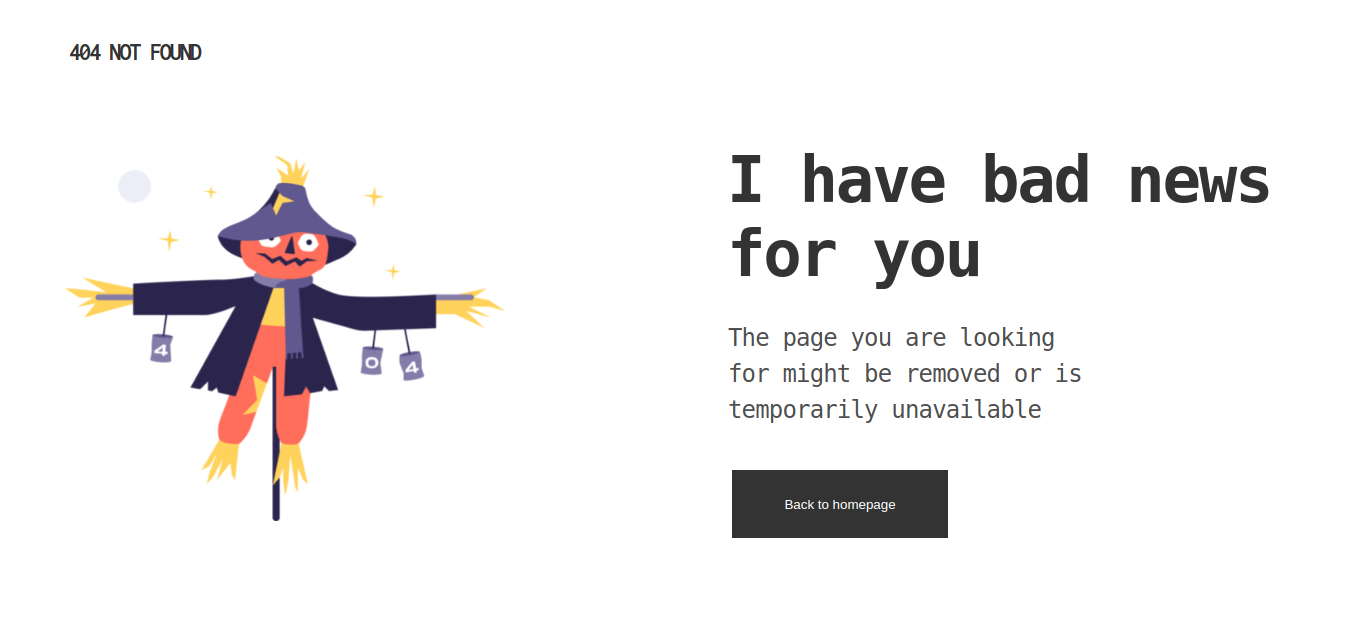 404 NOT FOUND
4
0
4
I have bad news
for you
The page you are looking
for might be removed or is
temporarily unavailable
Back to homepage